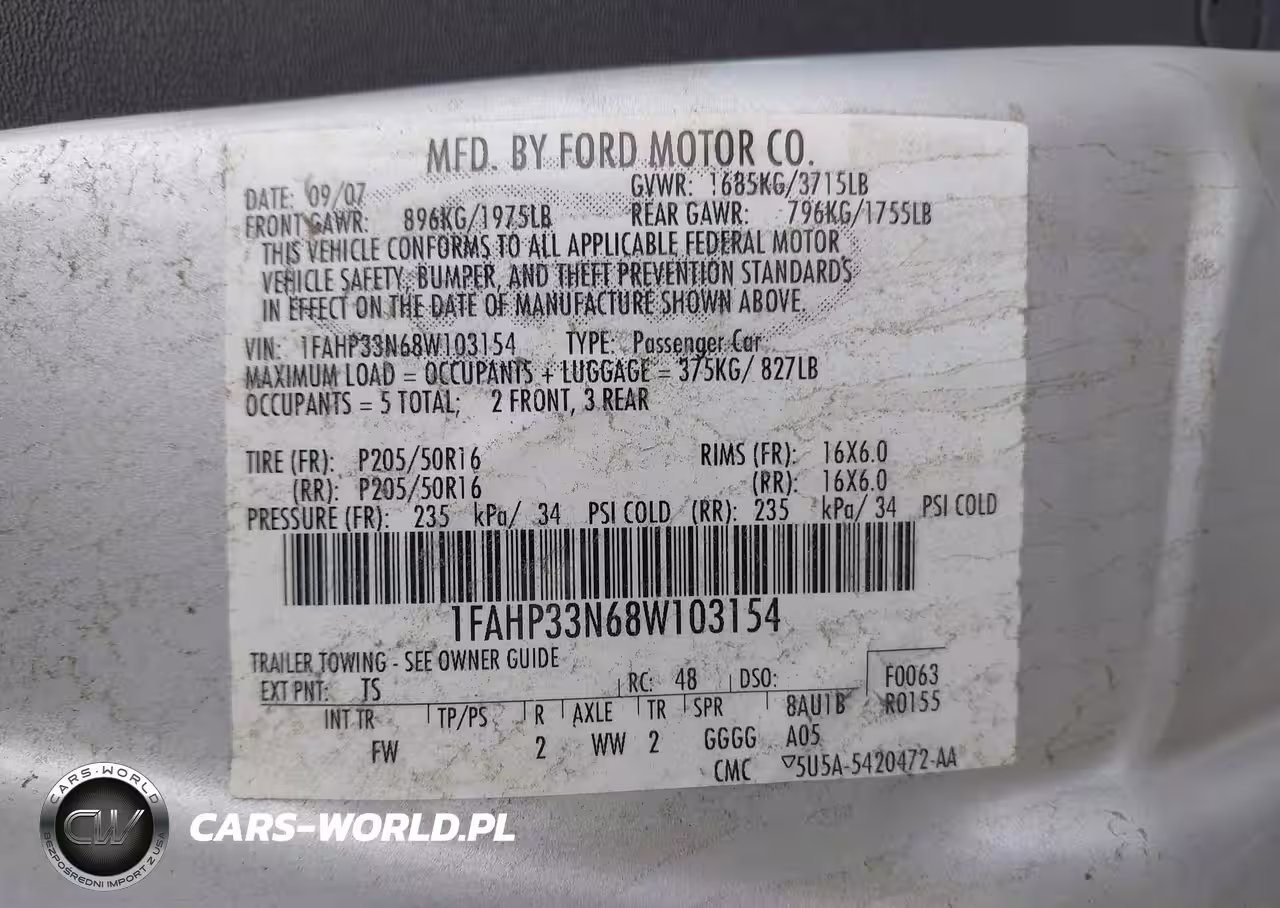 MFD. BY FORD MOTOR CO.
DATE: 09/07 GVWR: 1685KG/3715LB
FRONT GAWR: 896KG/1975LB REAR GAWR: 796KG/1755LB
THIS VEHICLE CONFORMS TO ALL APPLICABLE FEDERAL MOTOR
VEHICLE SAFETY, BUMPER, AND THEFT PREVENTION STANDARDS
IN EFFECT ON THE DATE OF MANUFACTURE SHOWN ABOVE.
VIN: 1FAHP33N68W103154 TYPE: Passenger Car
MAXIMUM LOAD = OCCUPANTS + LUGGAGE = 375KG/ 827LB
OCCUPANTS = 5 TOTAL; 2 FRONT, 3 REAR
TIRE (FR): P205/50R16 RIMS (FR): 16X6.0
(RR): P205/50R16 (RR): 16X6.0
PRESSURE (FR): 235 kPa/ 34 PSI COLD (RR): 235 kPa/ 34 PSI COLD
1FAHP33N68W103154
TRAILER TOWING - SEE OWNER GUIDE
EXT PNT: TS RC: 48 DSO: F0063
INT TR TP/PS R AXLE TR SPR 8AU1B R0155
FW 2 WW 2 GGGG A05
CMC ▽5U5A-5420472-AA
CARS-WORLD
CW
BEZPOŚREDNI IMPORT Z USA
CARS-WORLD.PL